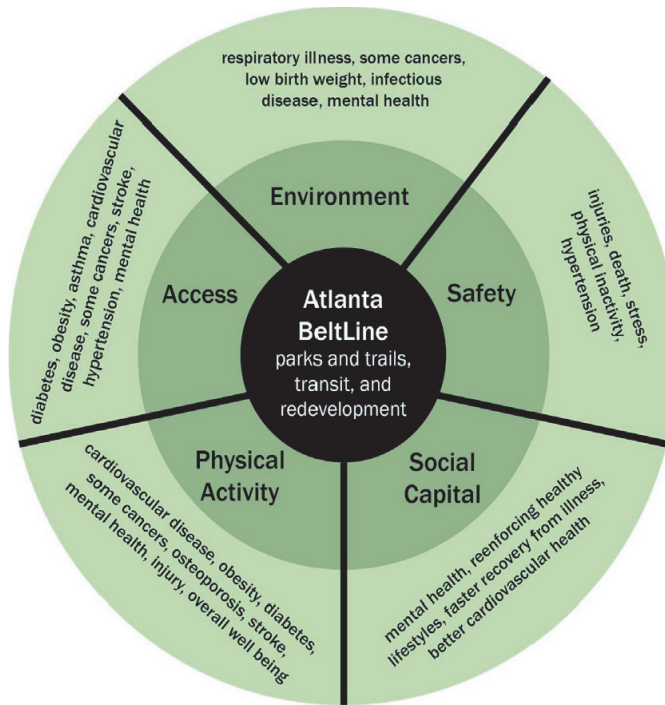 respiratory illness, some cancers,
low birth weight, infectious
disease, mental health
Environment
injuries, death, stress,
physical inactivity,
hypertension
Safety
mental health, reenforcing healthy
lifestyles, faster recovery from illness,
better cardiovascular health
Social
Capital
cardiovascular disease, obesity, diabetes,
some cancers, osteoporosis, stroke,
mental health, injury, overall well being
Physical
Activity
diabetes, obesity, asthma, cardiovascular
disease, some cancers, stroke,
hypertension, mental health
Access
Atlanta
BeltLine
parks and trails,
transit, and
redevelopment